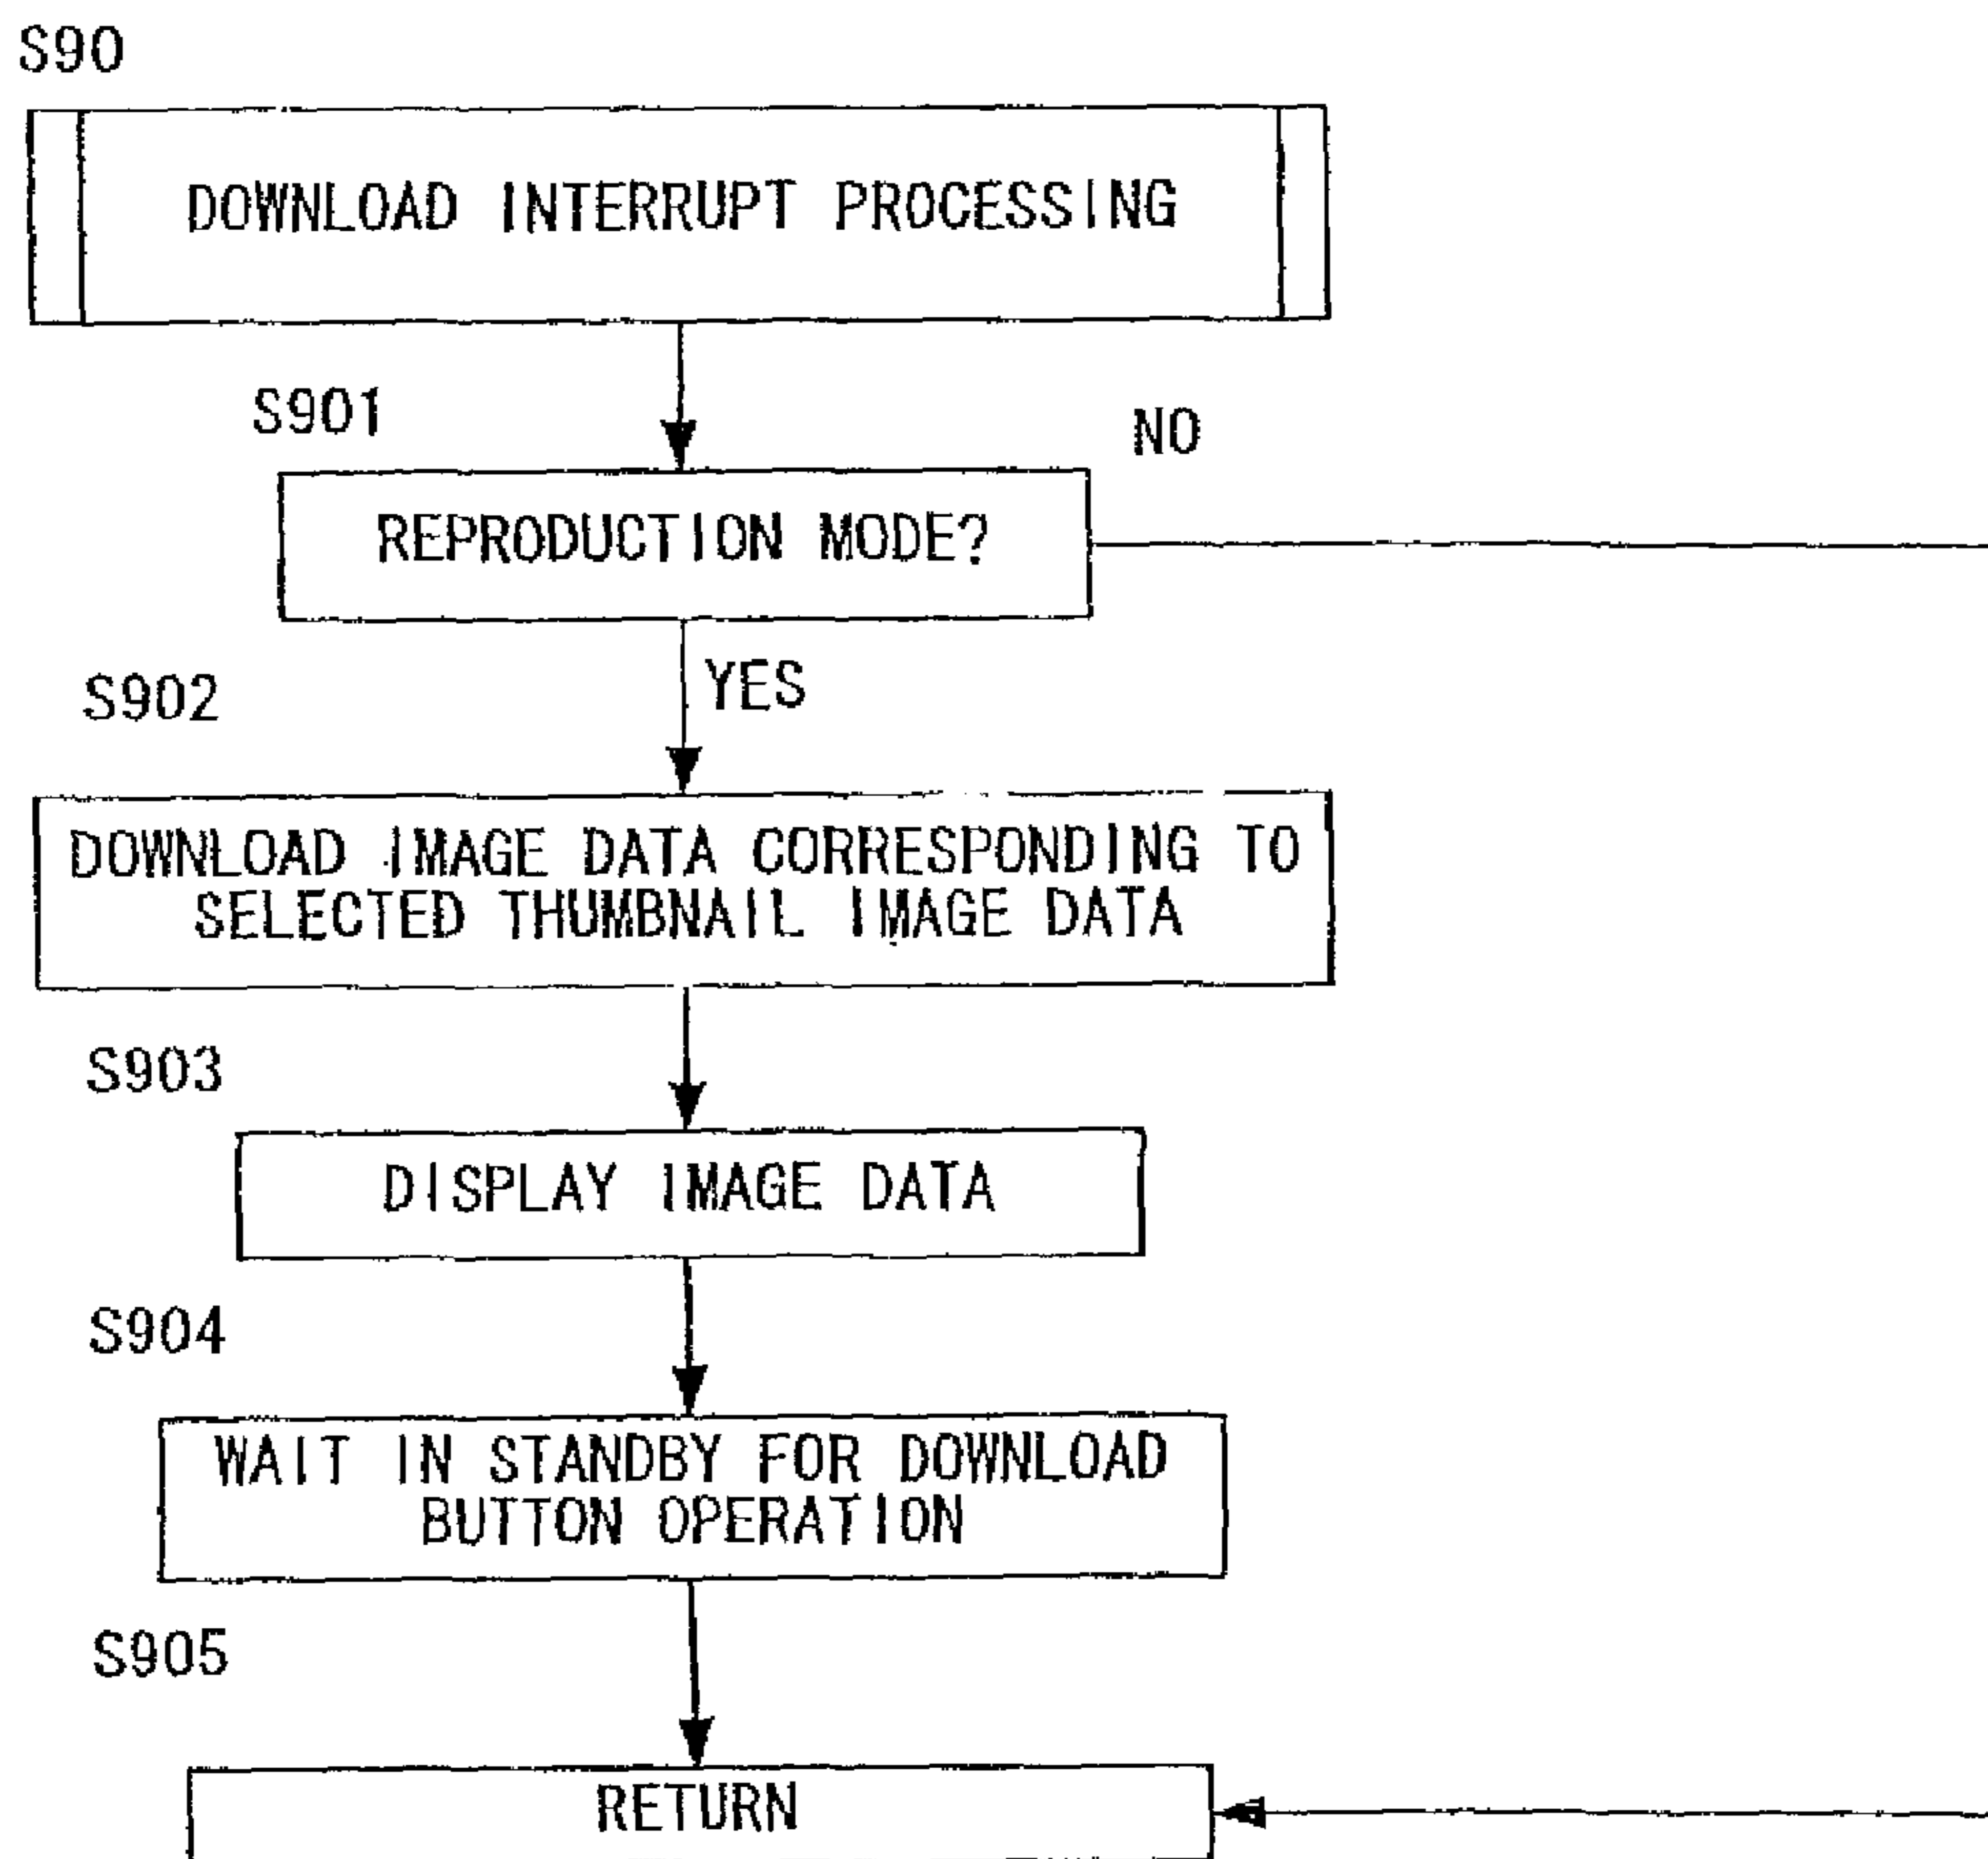 S90
DOWNLOAD INTERRUPT PROCESSING
S901
NO
REPRODUCTION MODE?
YES
S902
DOWNLOAD IMAGE DATA CORRESPONDING TO
SELECTED THUMBNAIL IMAGE DATA
S903
DISPLAY IMAGE DATA
S904
WAIT IN STANDBY FOR DOWNLOAD
BUTTON OPERATION
S905
RETURN